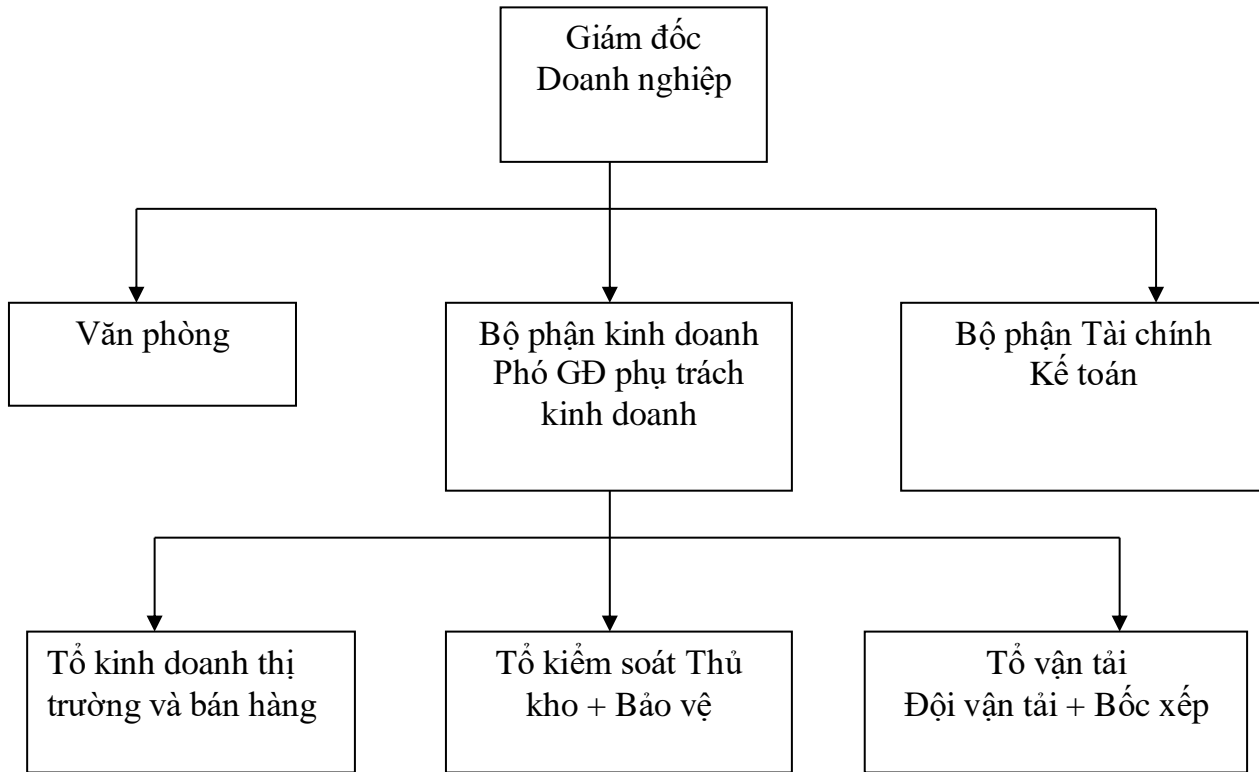 Giám đốc
Doanh nghiệp
Văn phòng
Bộ phận kinh doanh
Phó GĐ phụ trách
kinh doanh
Bộ phận Tài chính
Kế toán
Tổ kinh doanh thị
trường và bán hàng
Tổ kiểm soát Thủ
kho + Bảo vệ
Tổ vận tải
Đội vận tải + Bốc xếp